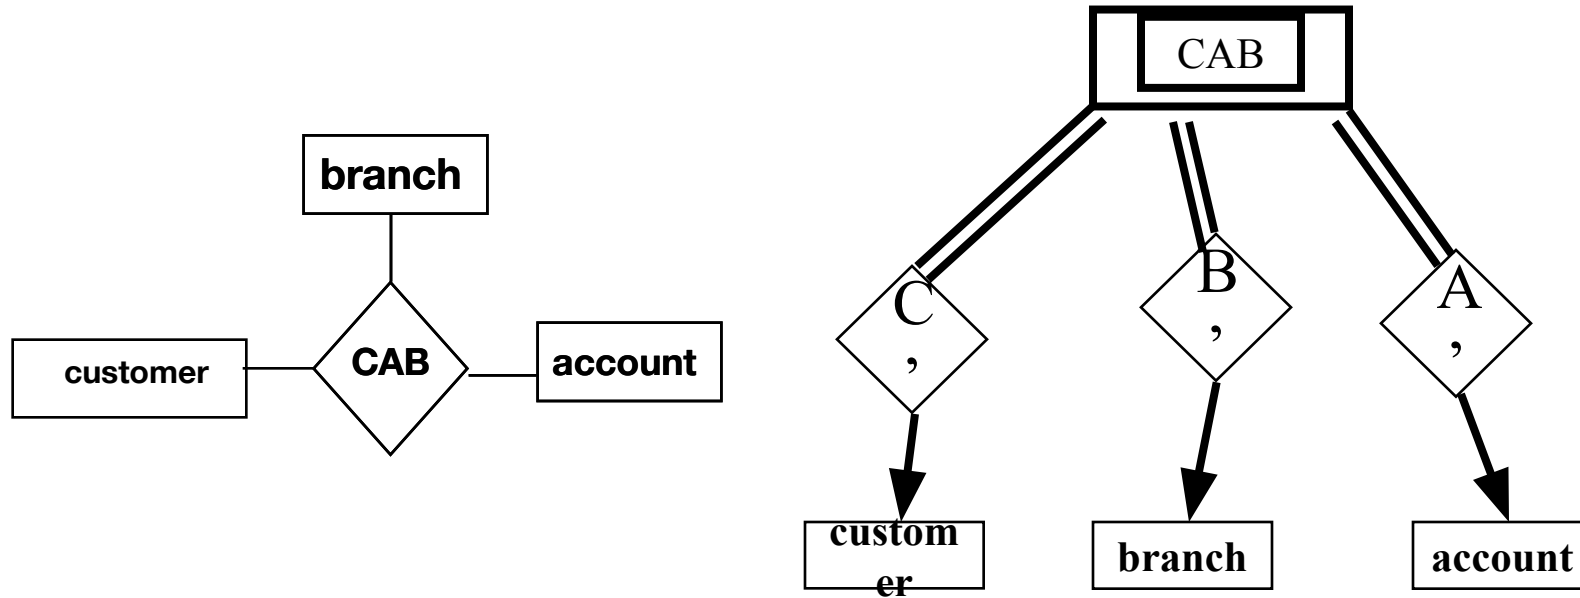 branch
customer
CAB
account
CAB
C
,
B
,
A
,
custom
er
branch
account